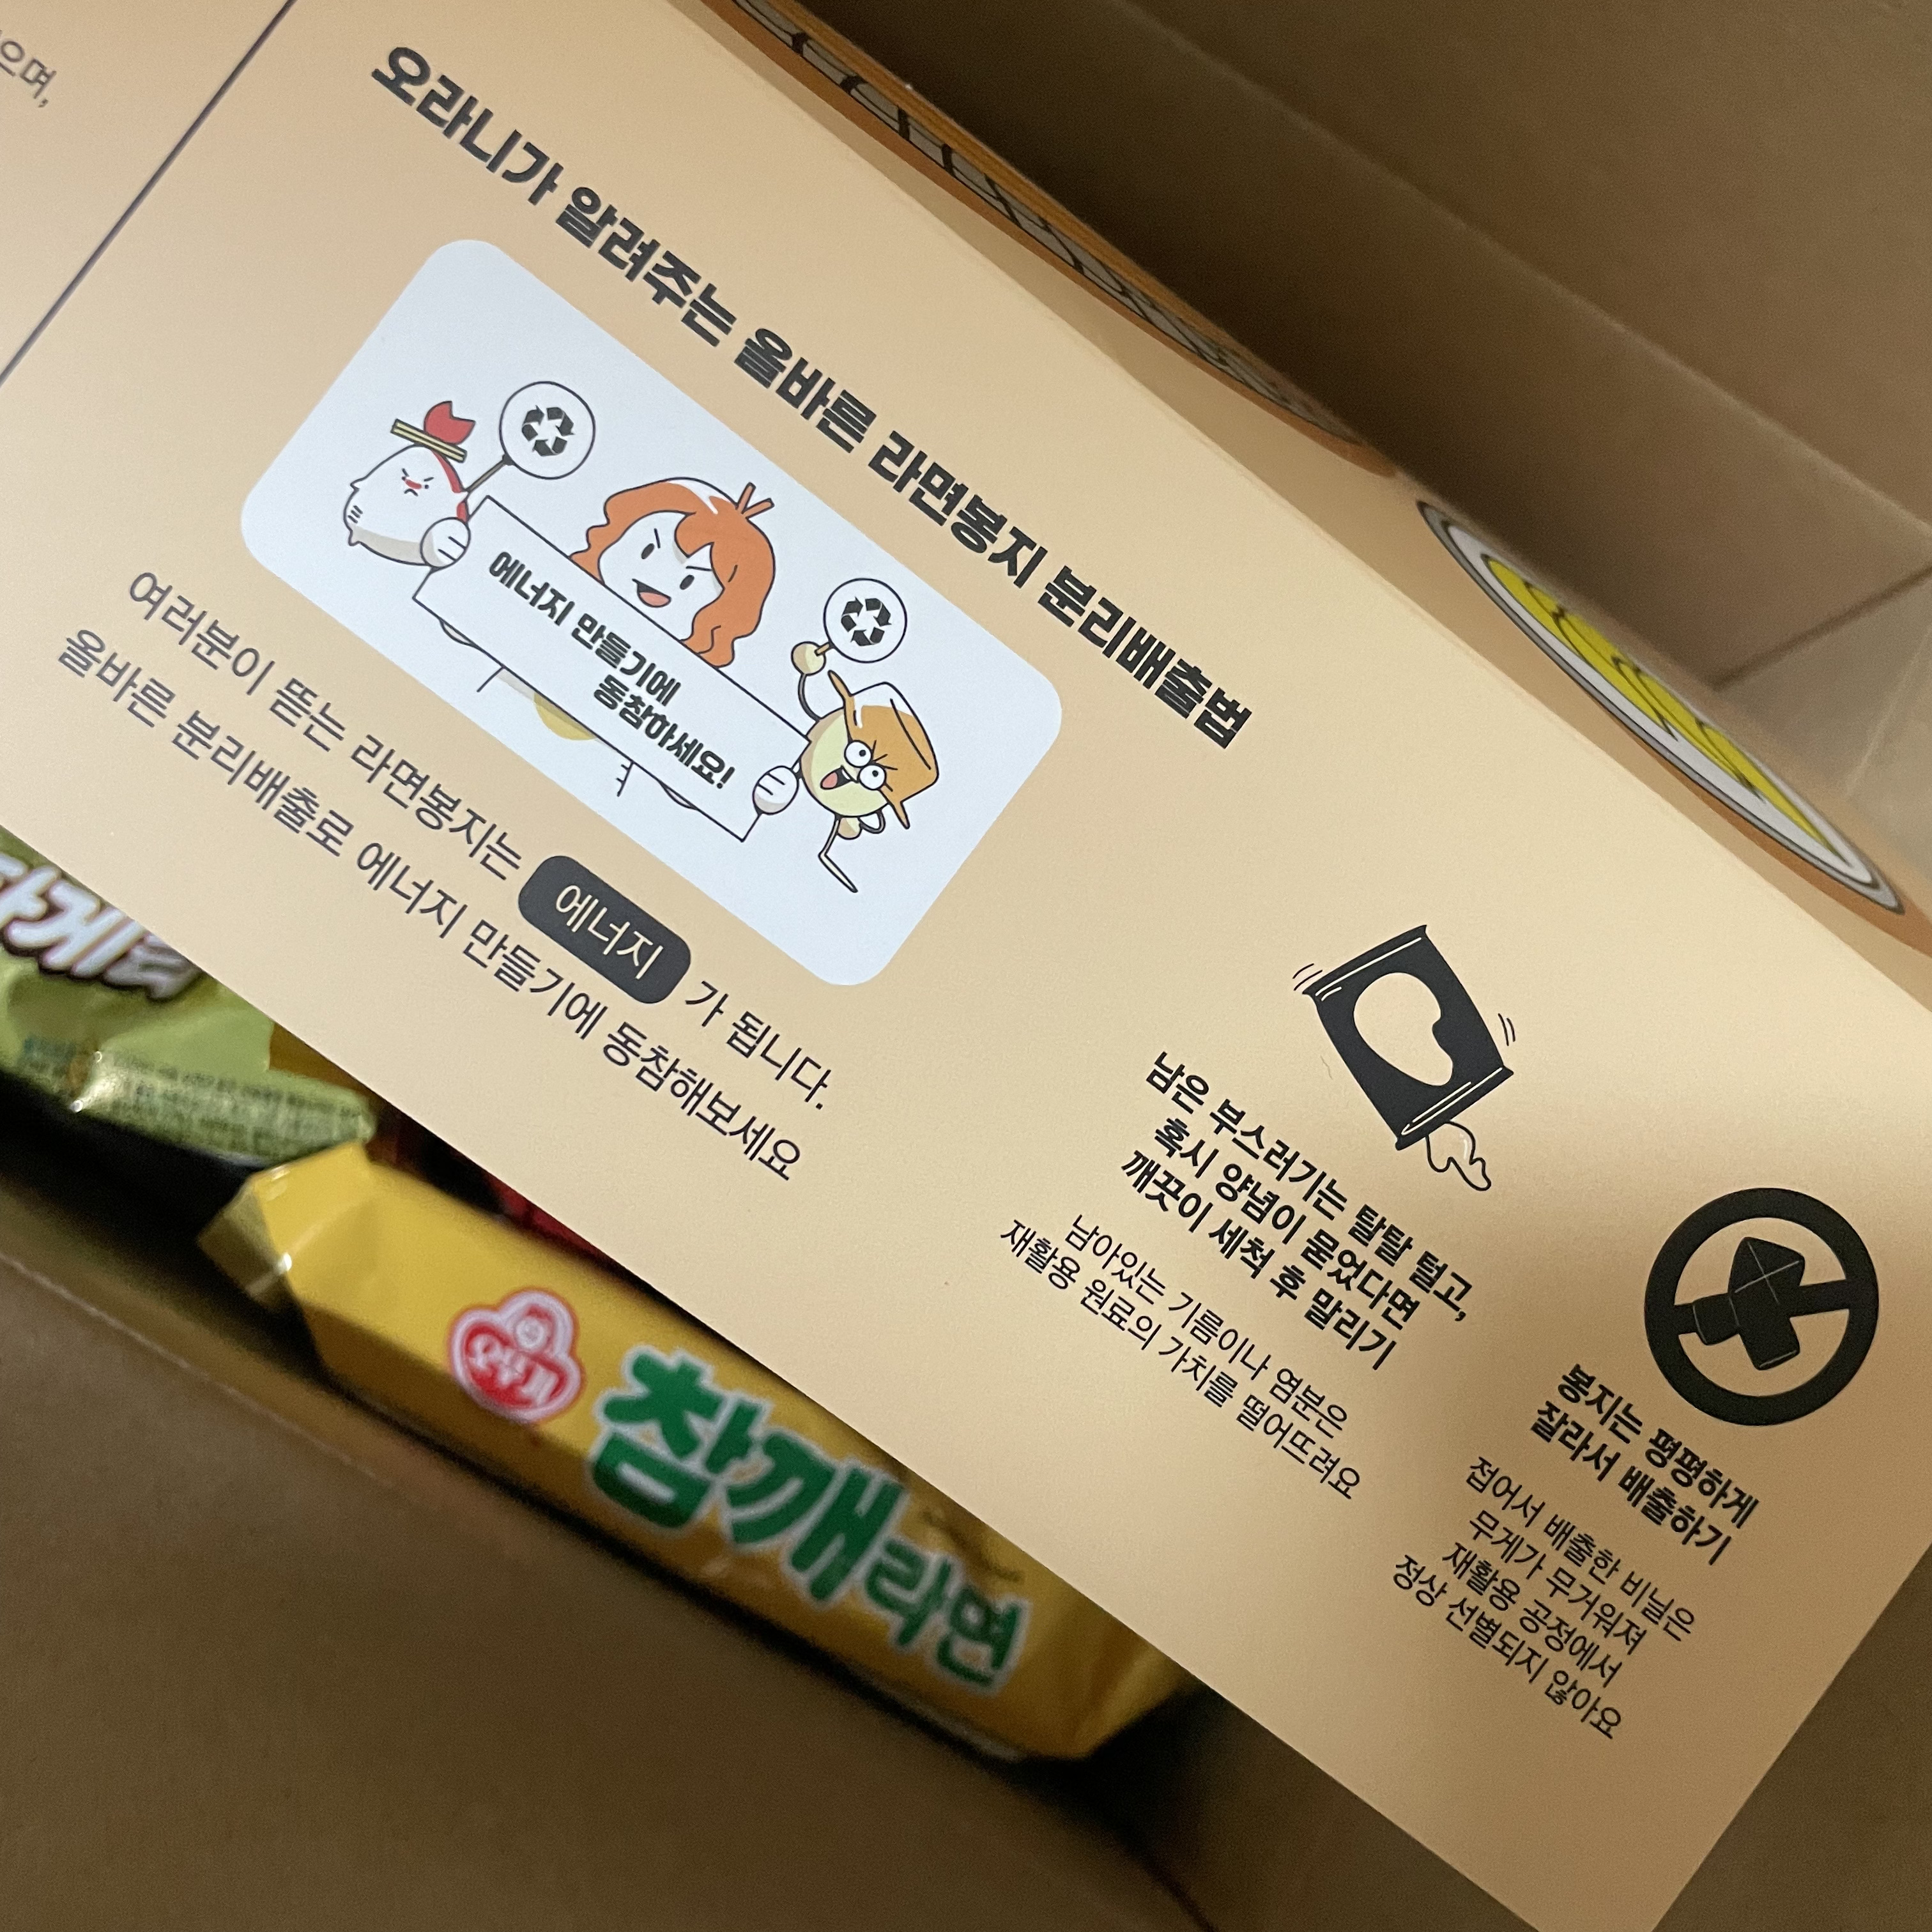 으며,
오라니가 알려주는 올바른 라면봉지 분리배출법
에너지 만들기에
동참하세요!
여러분이 뜯는 라면봉지는 에너지 가 됩니다.
올바른 분리배출로 에너지 만들기에 동참해보세요
남은 부스러기는 탈탈 털고,
혹시 양념이 묻었다면
깨끗이 세척 후 말리기
남아있는 기름이나 염분은
재활용 원료의 가치를 떨어뜨려요
봉지는 평평하게
잘라서 배출하기
접어서 배출한 비닐은
무게가 무거워져
재활용 공정에서
정상 선별되지 않아요
오뚜기
참깨라면